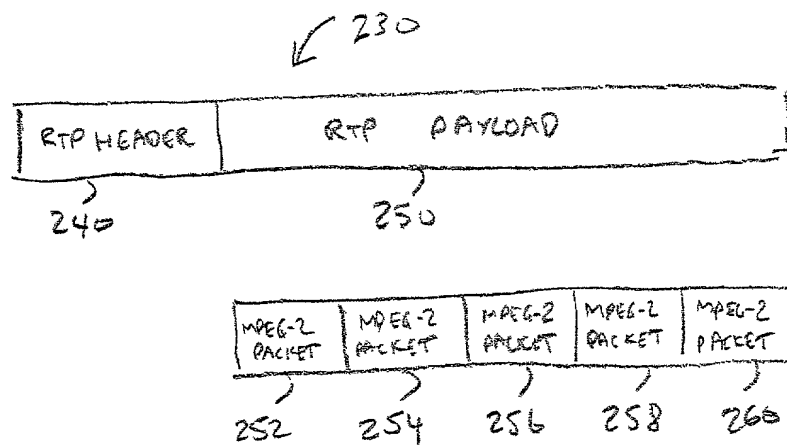 230
RTP HEADER RTP PAYLOAD
240 250
MPEG-2 MPEG-2 MPEG-2 MPEG-2 MPEG-2
PACKET PACKET PACKET PACKET PACKET
252 254 256 258 260